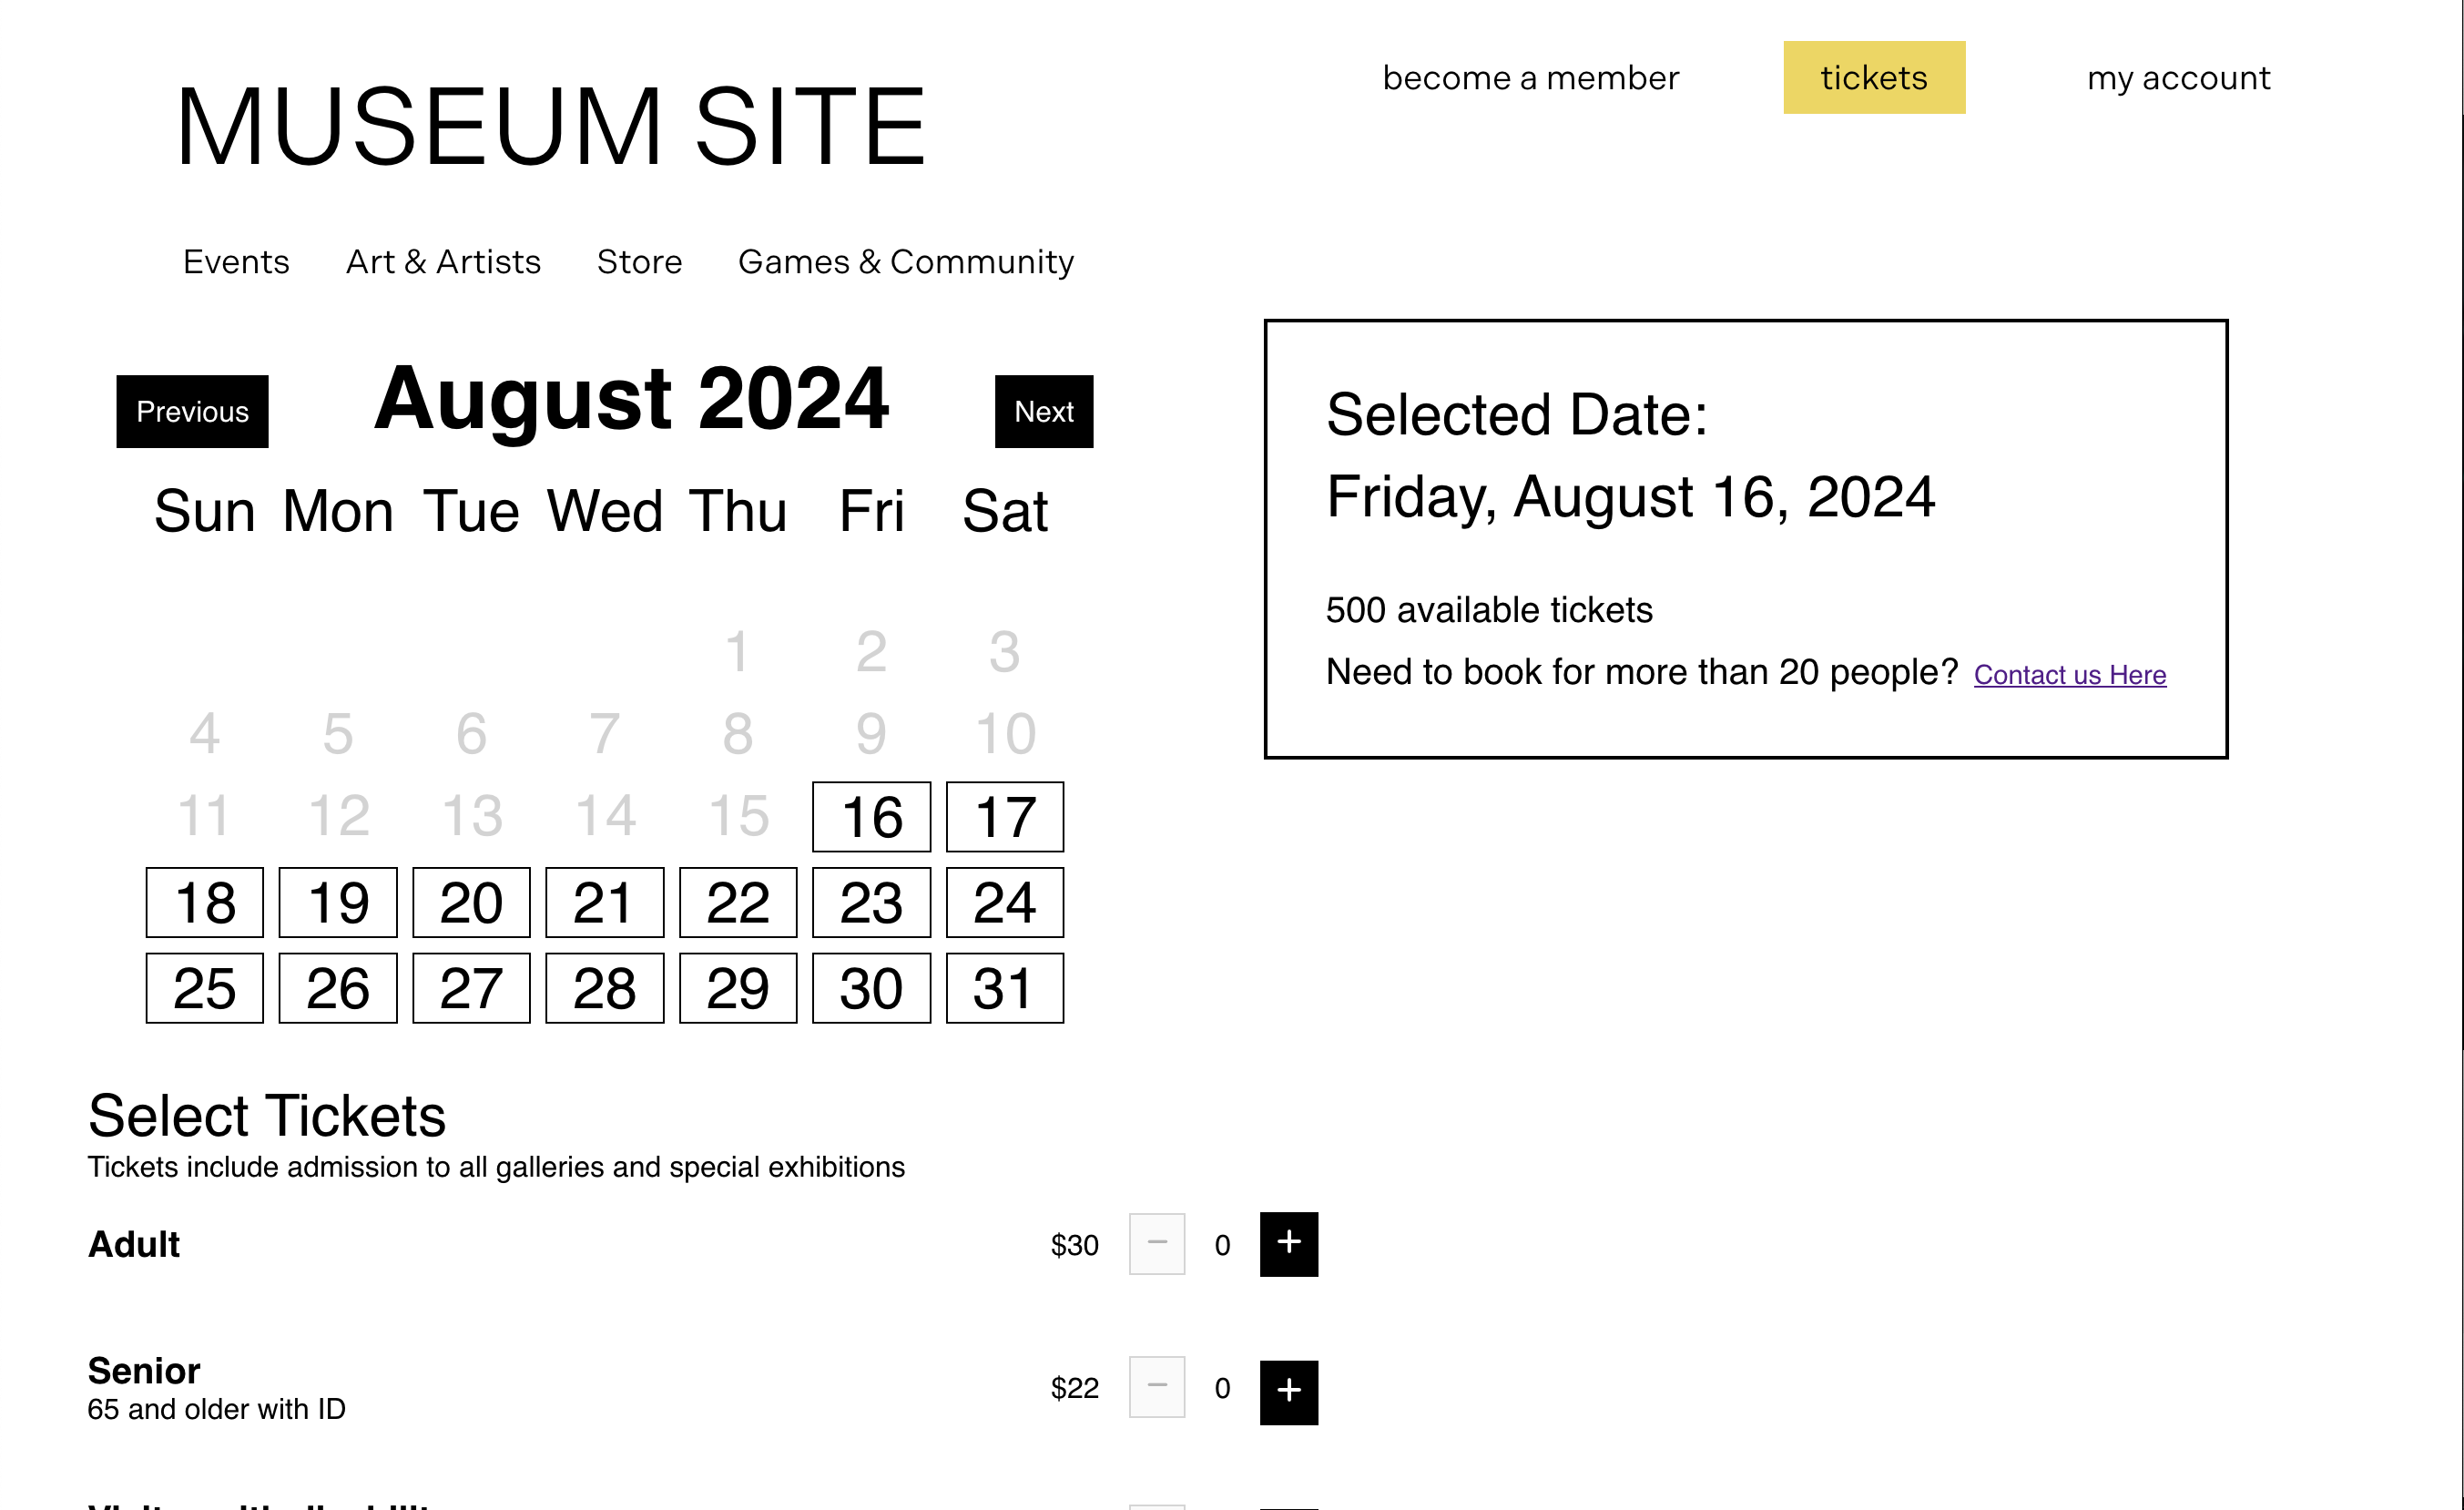 MUSEUM SITE
become a member tickets my account
Events Art & Artists Store Games & Community
Previous August 2024 Next
Sun Mon Tue Wed Thu Fri Sat
1 2 3
4 5 6 7 8 9 10
11 12 13 14 15 16 17
18 19 20 21 22 23 24
25 26 27 28 29 30 31
Selected Date:
Friday, August 16, 2024
500 available tickets
Need to book for more than 20 people? Contact us Here
Select Tickets
Tickets include admission to all galleries and special exhibitions
Adult $30 − 0 +
Senior $22 − 0 +
65 and older with ID